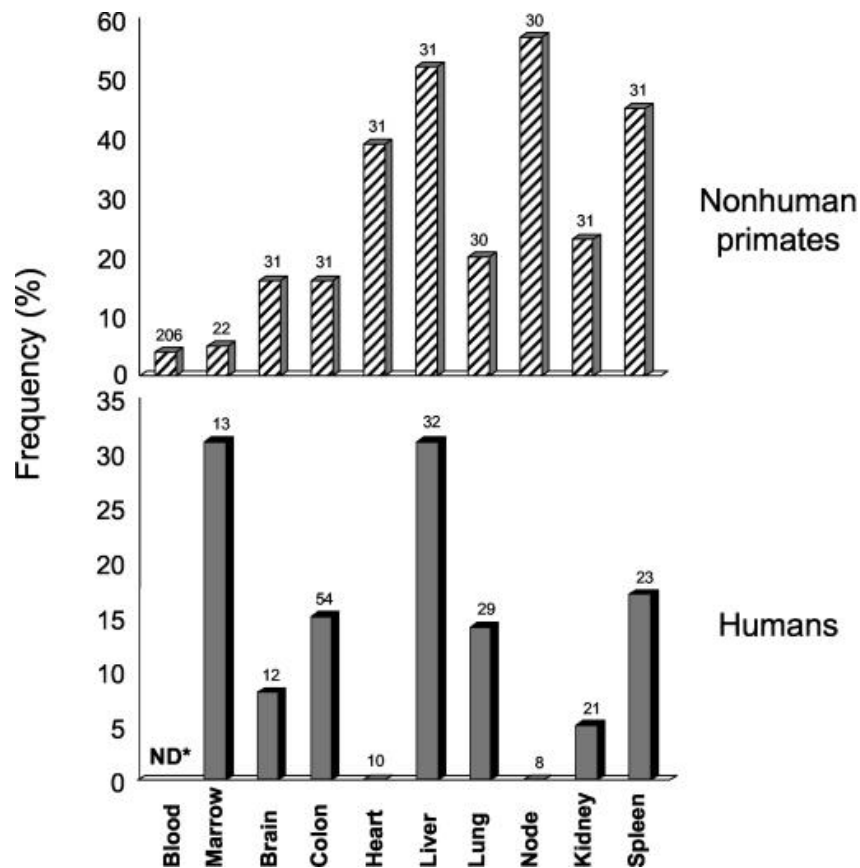 Frequency (%)
60
50
40
30
20
10
0
206
22
31
31
31
31
30
30
31
31
Nonhuman
primates
35
30
25
20
15
10
5
0
ND*
13
12
54
10
32
29
8
21
23
Humans
Blood
Marrow
Brain
Colon
Heart
Liver
Lung
Node
Kidney
Spleen